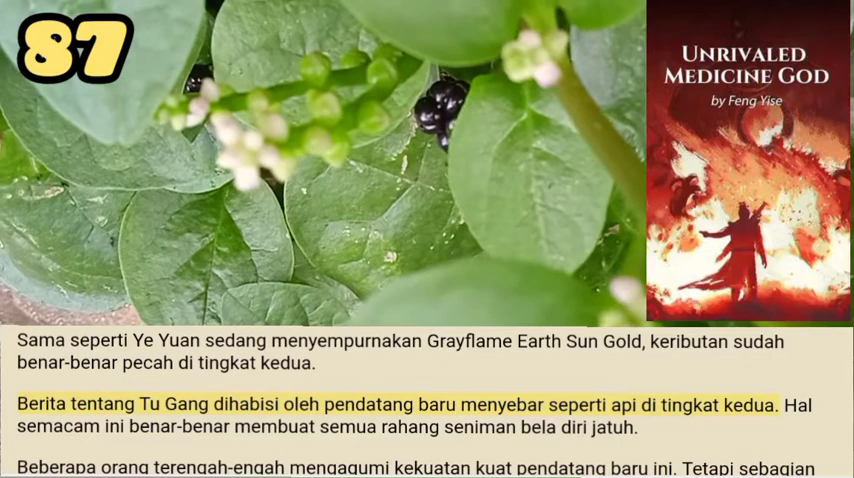 87
UNRIVALED
MEDICINE GOD
by Feng Yise
Sama seperti Ye Yuan sedang menyempurnakan Grayflame Earth Sun Gold, keributan sudah
benar-benar pecah di tingkat kedua.
Berita tentang Tu Gang dihabisi oleh pendatang baru menyebar seperti api di tingkat kedua. Hal
semacam ini benar-benar membuat semua rahang seniman bela diri jatuh.
Beberapa orang terengah-engah mengagumi kekuatan kuat pendatang baru ini. Tetapi sebagian